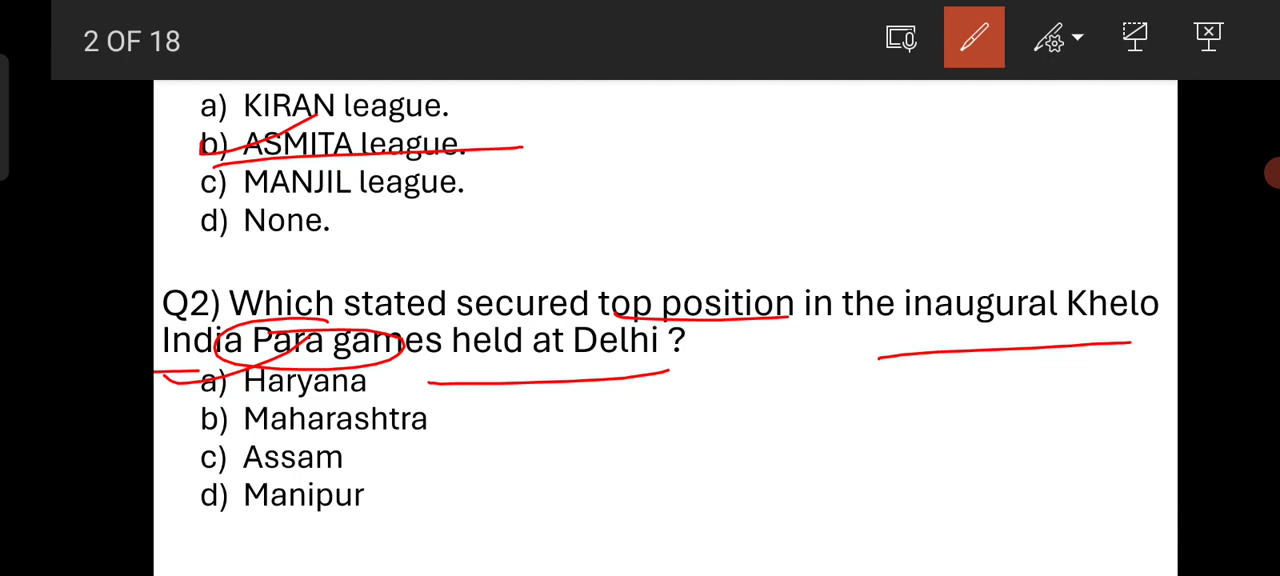 2 OF 18
a) KIRAN league.
b) ASMITA league.
c) MANJIL league.
d) None.
Q2) Which stated secured top position in the inaugural Khelo
India Para games held at Delhi ?
a) Haryana
b) Maharashtra
c) Assam
d) Manipur